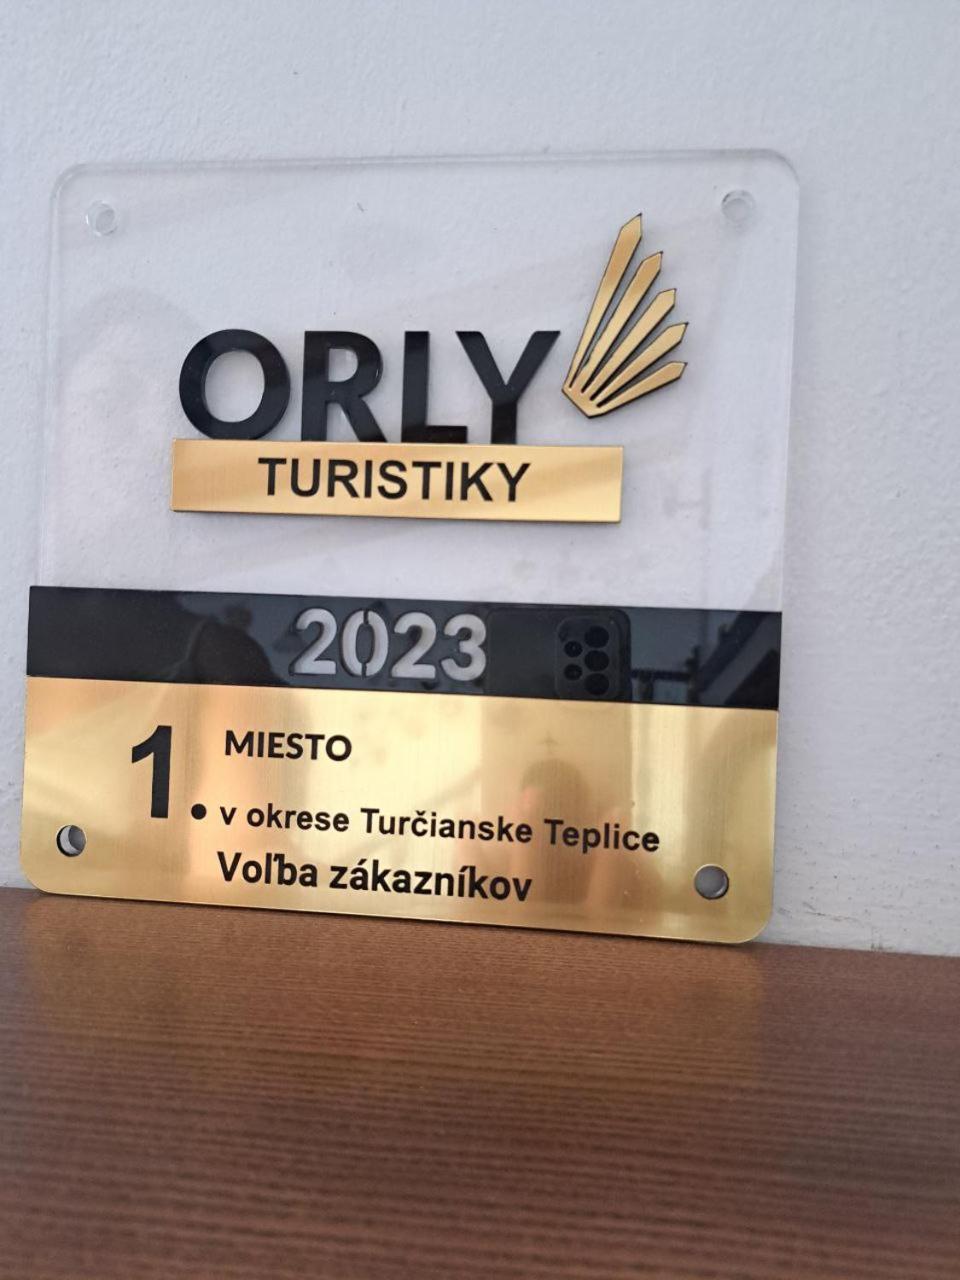 ORLY
TURISTIKY
2023
1. MIESTO
v okrese Turčianske Teplice
Voľba zákazníkov